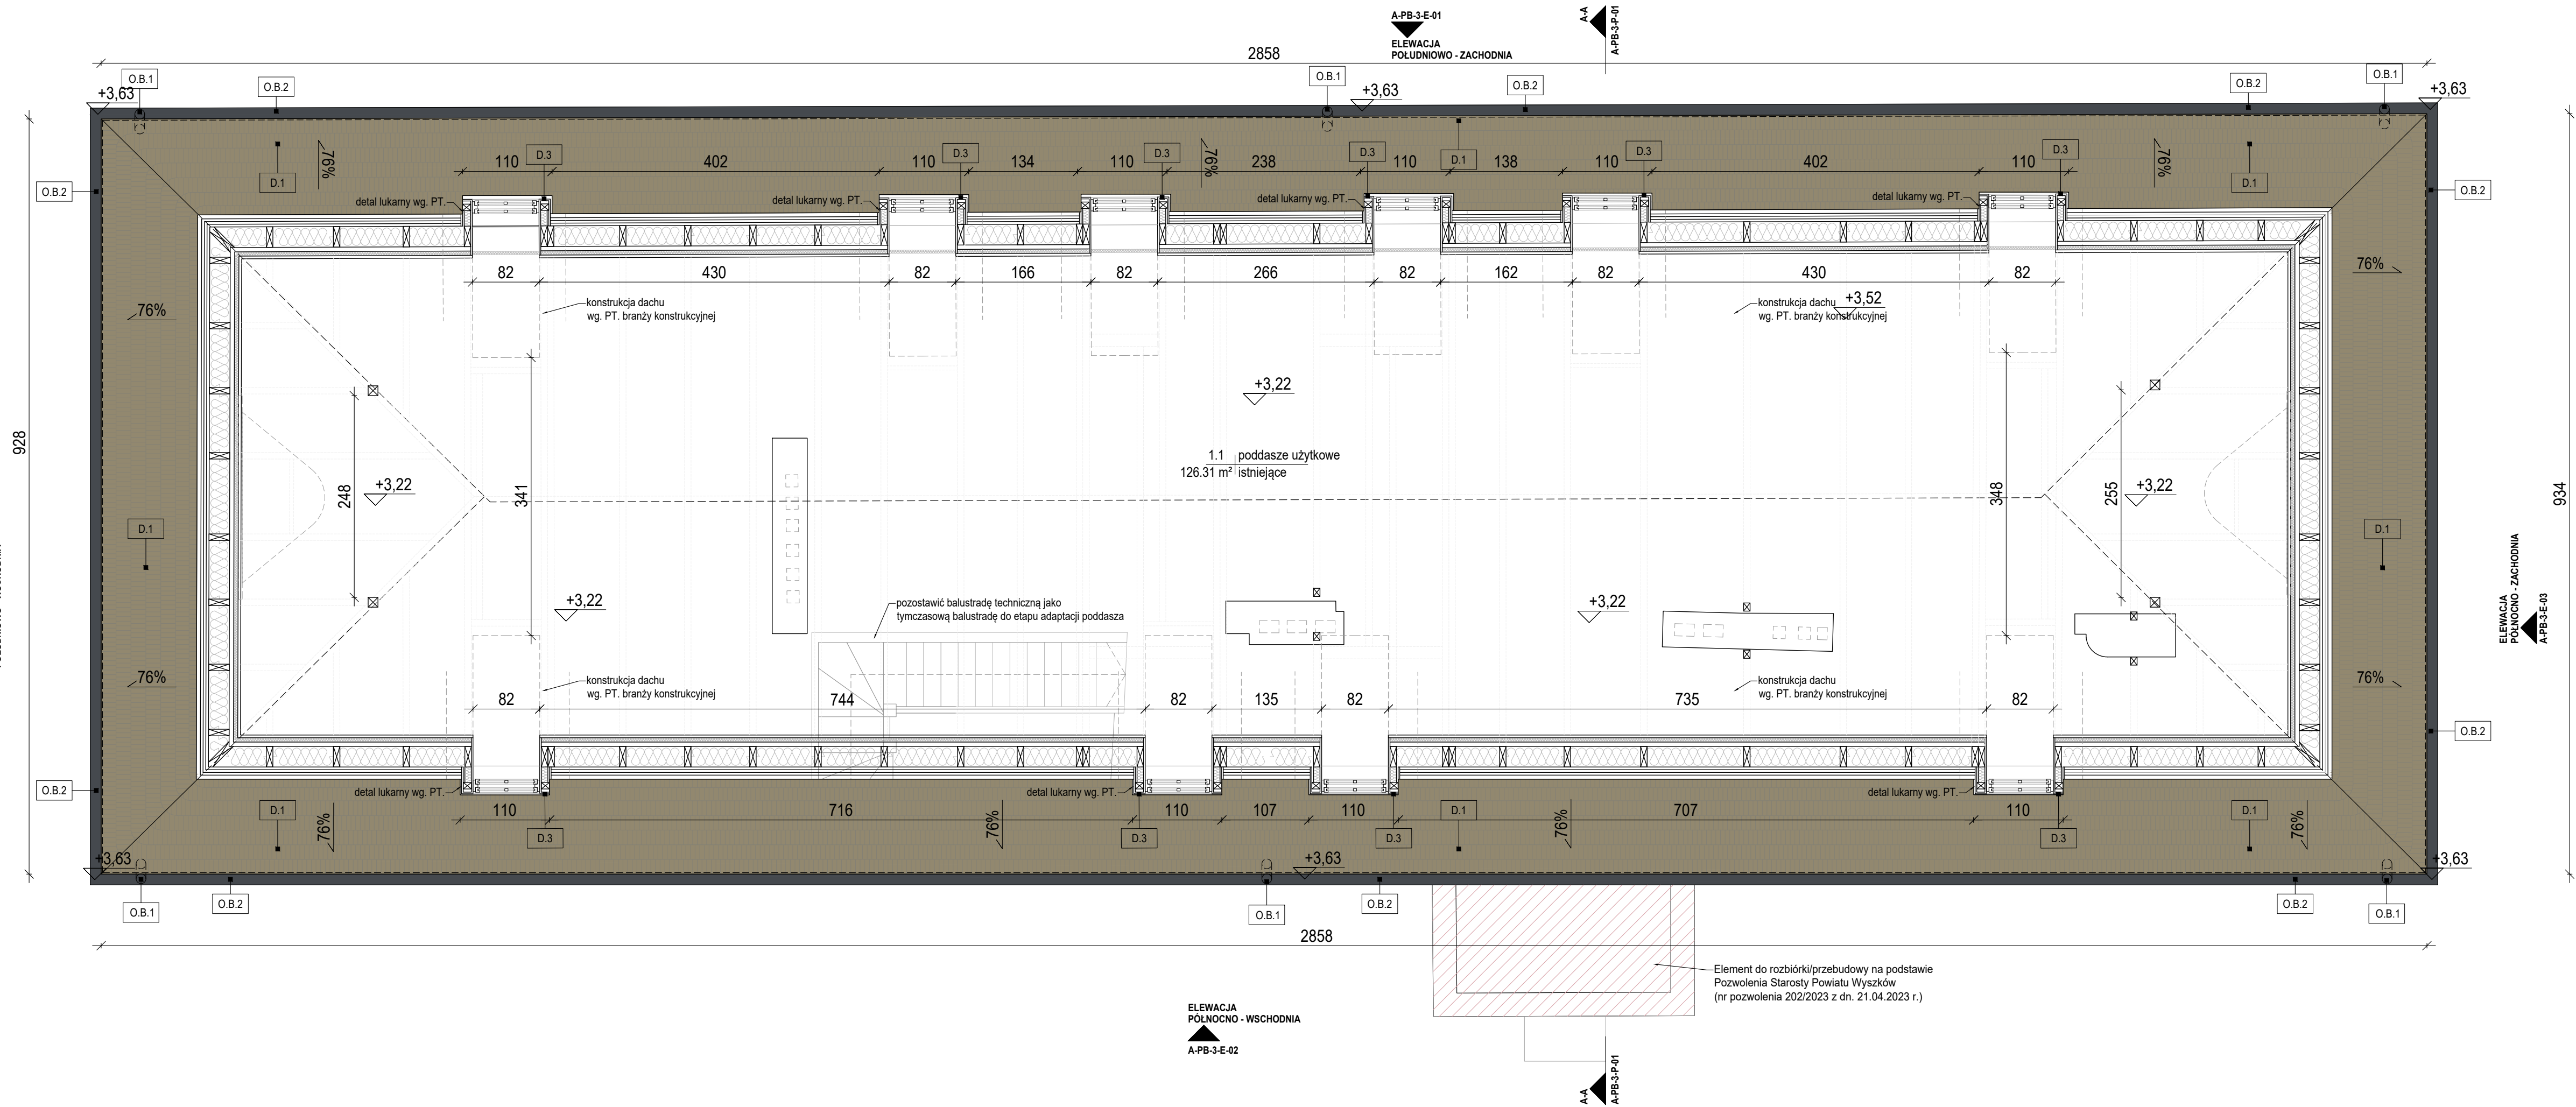 A-PB-3-E-01
ELEWACJA
POŁUDNIOWO - ZACHODNIA
A-A
A-PB-3-P-01
2858
O.B.1
O.B.2
O.B.1
O.B.2
O.B.2
O.B.1
+3,63
+3,63
+3,63
76%
76%
76%
D.1
D.1
D.1
110
D.3
402
110
D.3
134
110
D.3
238
D.3
110
138
110
D.3
402
110
D.3
O.B.2
O.B.2
detal lukarny wg. PT.
detal lukarny wg. PT.
detal lukarny wg. PT.
detal lukarny wg. PT.
82
430
82
166
82
266
82
162
82
430
82
76%
76%
konstrukcja dachu
wg. PT. branży konstrukcyjnej
konstrukcja dachu
wg. PT. branży konstrukcyjnej
+3,52
+3,22
928
248
+3,22
341
1.1 poddasze użytkowe
126.31 m² istniejące
348
255
+3,22
934
D.1
D.1
ELEWACJA
PÓŁNOCNO - ZACHODNIA
A-PB-3-E-03
+3,22
pozostawić balustradę techniczną jako
tymczasową balustradę do etapu adaptacji poddasza
+3,22
76%
76%
konstrukcja dachu
wg. PT. branży konstrukcyjnej
konstrukcja dachu
wg. PT. branży konstrukcyjnej
82
744
82
135
82
735
82
O.B.2
O.B.2
detal lukarny wg. PT.
detal lukarny wg. PT.
detal lukarny wg. PT.
D.1
76%
110
D.3
716
76%
110
D.3
107
110
D.3
D.1
76%
707
110
D.3
D.1
76%
+3,63
+3,63
+3,63
O.B.1
O.B.2
O.B.1
O.B.2
O.B.2
O.B.1
2858
Element do rozbiórki/przebudowy na podstawie
Pozwolenia Starosty Powiatu Wyszków
(nr pozwolenia 202/2023 z dn. 21.04.2023 r.)
ELEWACJA
PÓŁNOCNO - WSCHODNIA
A-PB-3-E-02
A-A
A-PB-3-P-01